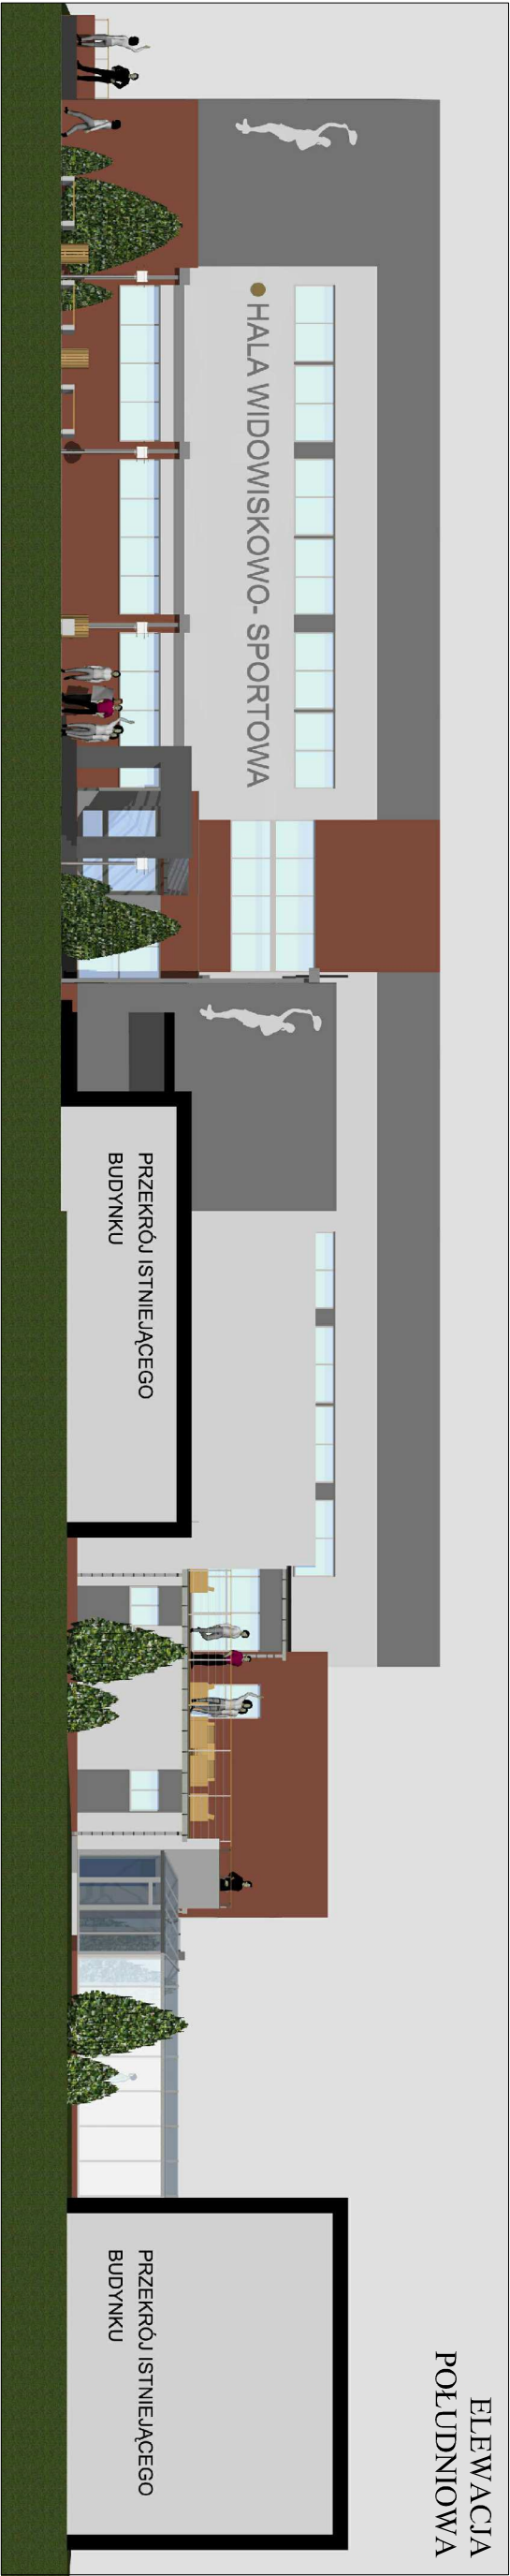 ELEWACJA
POŁUDNIOWA
HALA WIDOWISKOWO- SPORTOWA
PRZEKRÓJ ISTNIEJĄCEGO
BUDYNKU
PRZEKRÓJ ISTNIEJĄCEGO
BUDYNKU